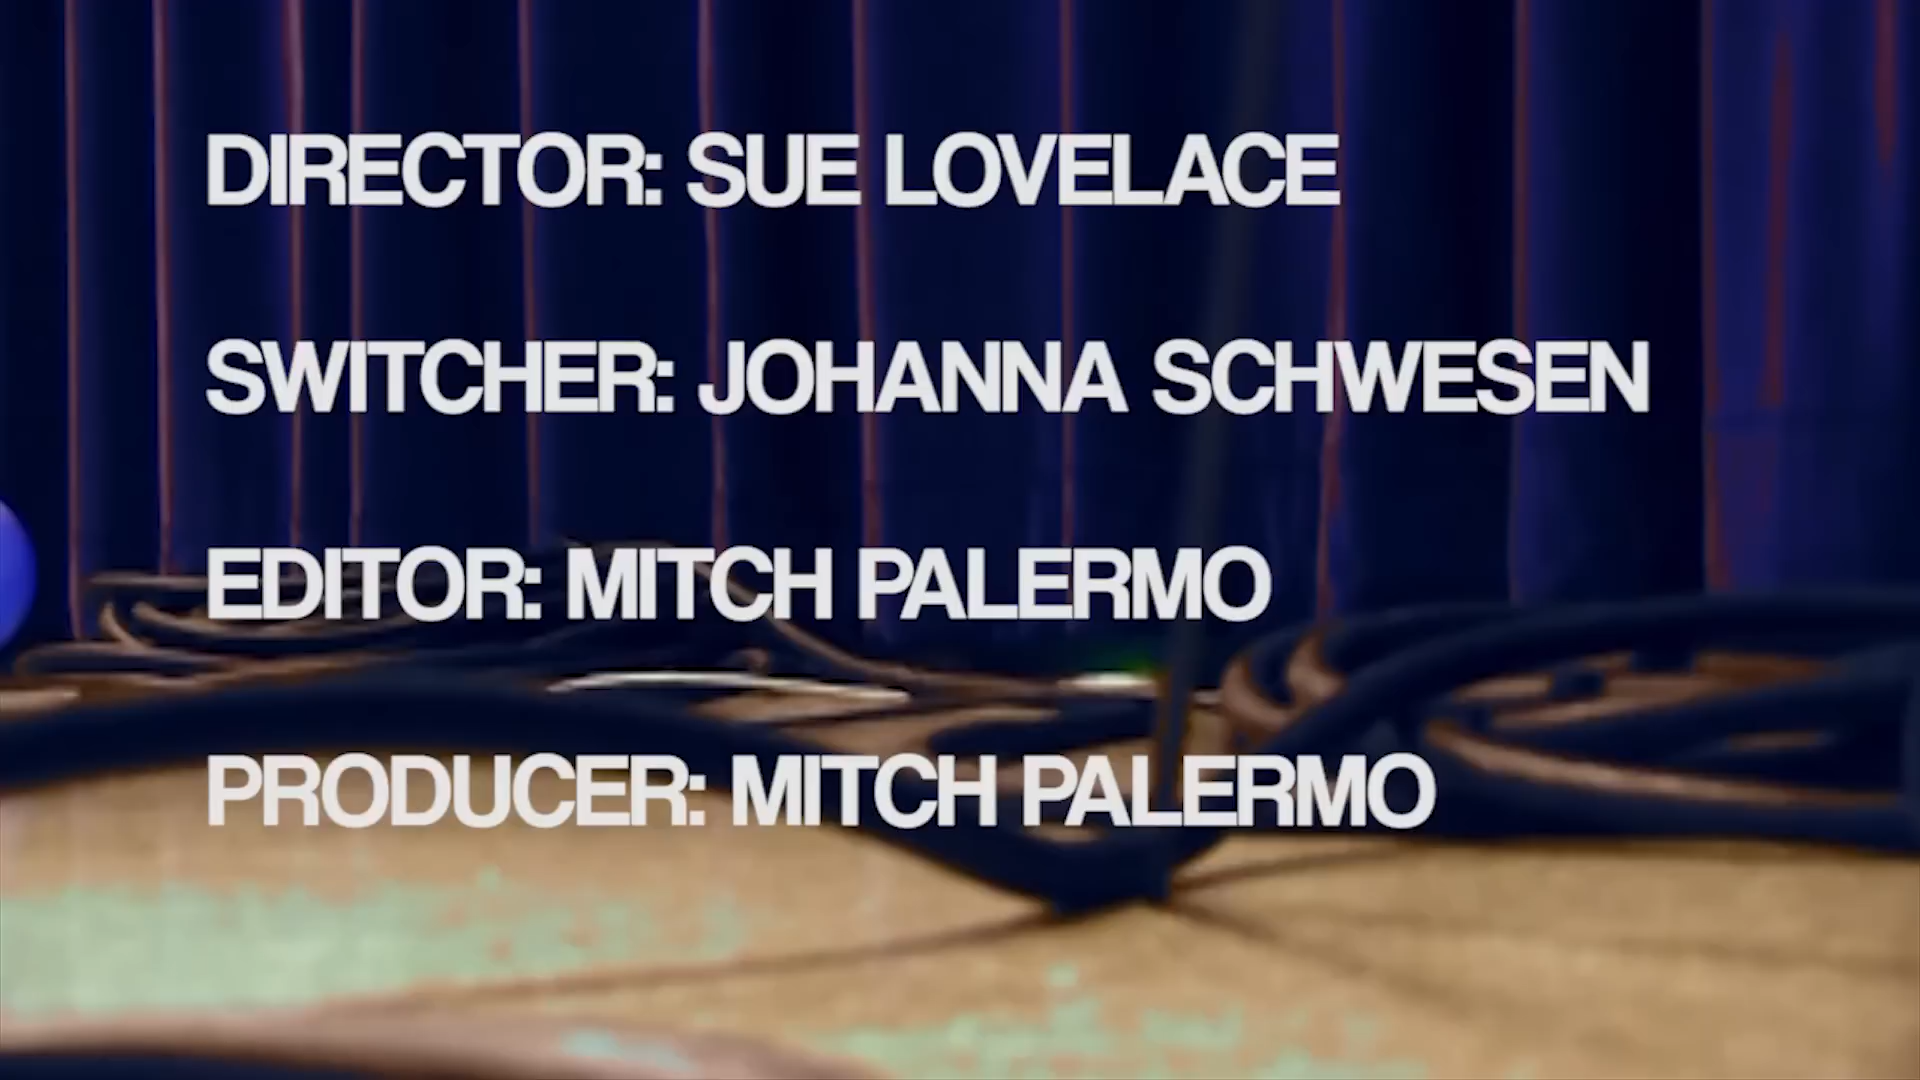 DIRECTOR: SUE LOVELACE
SWITCHER: JOHANNA SCHWESEN
EDITOR: MITCH PALERMO
PRODUCER: MITCH PALERMO